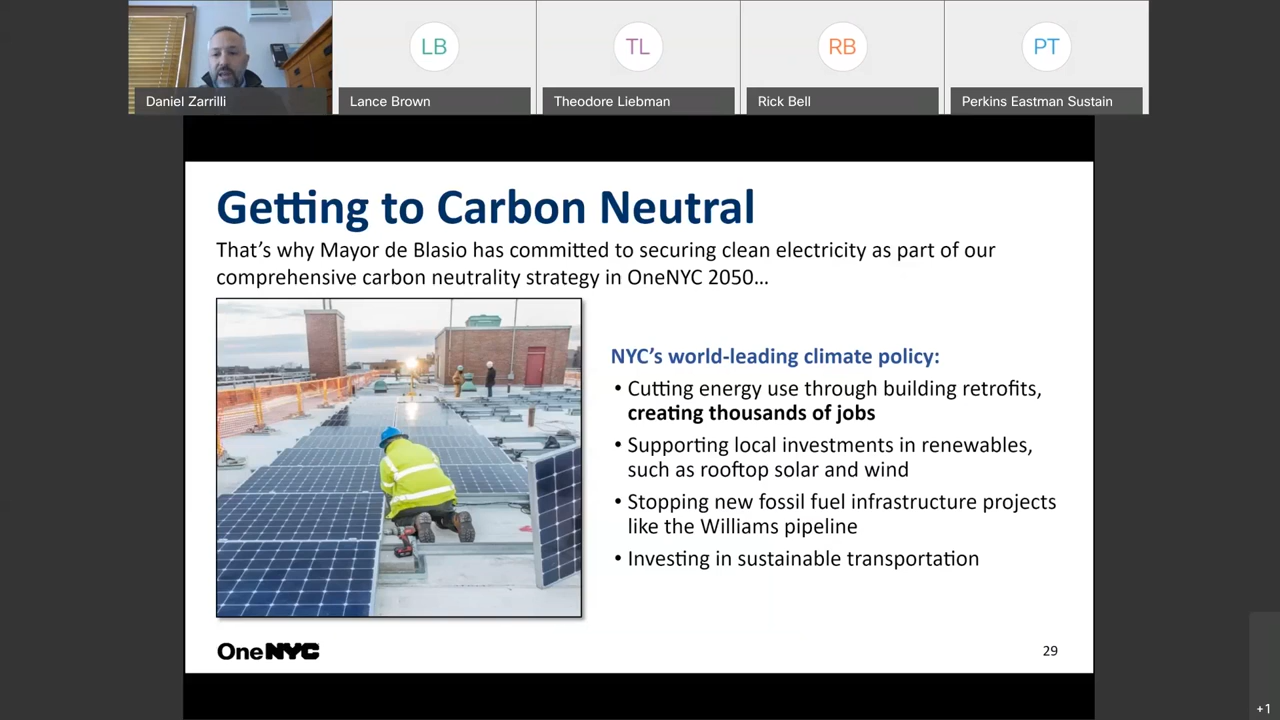 LB
TL
RB
PT
Daniel Zarrilli
Lance Brown
Theodore Liebman
Rick Bell
Perkins Eastman Sustain
Getting to Carbon Neutral
That's why Mayor de Blasio has committed to securing clean electricity as part of our
comprehensive carbon neutrality strategy in OneNYC 2050...
NYC's world-leading climate policy:
• Cutting energy use through building retrofits,
creating thousands of jobs
• Supporting local investments in renewables,
such as rooftop solar and wind
• Stopping new fossil fuel infrastructure projects
like the Williams pipeline
• Investing in sustainable transportation
OneNYC
29
+1